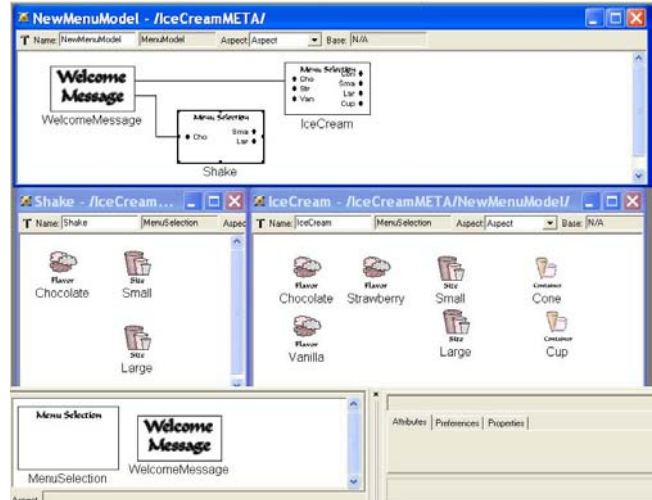 NewMenuModel - /IceCreamMETA/
Name: NewMenuModel MenuModel Aspect: Aspect Base: N/A
Welcome
Message
WelcomeMessage
Menu Selection
Cho Sma
Lar
Shake
Menu Selection
Cho
Sma
Str
Lar
Van
Cup
IceCream
Shake - /IceCream...
Name: Shake MenuSelection Aspec
Flavor
Chocolate
Size
Small
Size
Large
IceCream - /IceCreamMETA/NewMenuModel/
Name: IceCream MenuSelection Aspect: Aspect Base: N/A
Flavor Flavor Size Container
Chocolate Strawberry Small Cone
Flavor Size Container
Vanilla Large Cup
Menu Selection
MenuSelection
Welcome
Message
WelcomeMessage
Attributes Preferences Properties